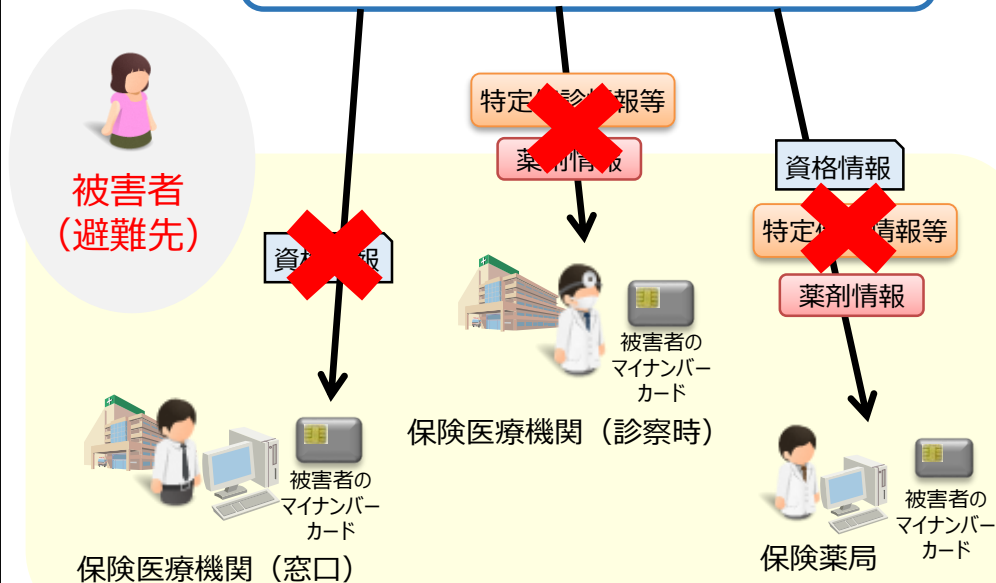 特定健診情報等
薬剤情報
被害者
(避難先)
資格情報
特定健診情報等
資格情報
薬剤情報
被害者の
マイナンバー
カード
保険医療機関(診察時)
被害者の
マイナンバー
カード
保険医療機関(窓口)
被害者の
マイナンバー
カード
保険薬局